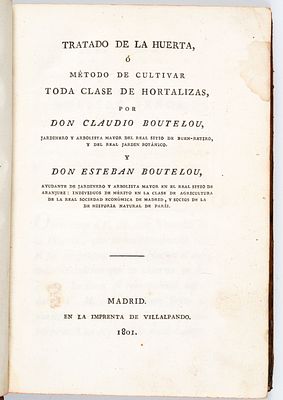 TRATADO DE LA HUERTA,
Ó
MÉTODO DE CULTIVAR
TODA CLASE DE HORTALIZAS,
POR
DON CLAUDIO BOUTELOU,
JARDINERO Y ARBOLISTA MAYOR DEL REAL SITIO DE BUEN-RETIRO,
Y DEL REAL JARDIN BOTÁNICO.
Y
DON ESTEBAN BOUTELOU,
AYUDANTE DE JARDINERO Y ARBOLISTA MAYOR EN EL REAL SITIO DE
ARANJUEZ: INDIVIDUOS DE MÉRITO EN LA CLASE DE AGRICULTURA
DE LA REAL SOCIEDAD ECONÓMICA DE MADRID, Y SOCIOS DE LA
DE HISTORIA NATURAL DE PARÍS.
MADRID.
EN LA IMPRENTA DE VILLALPANDO.
1801.